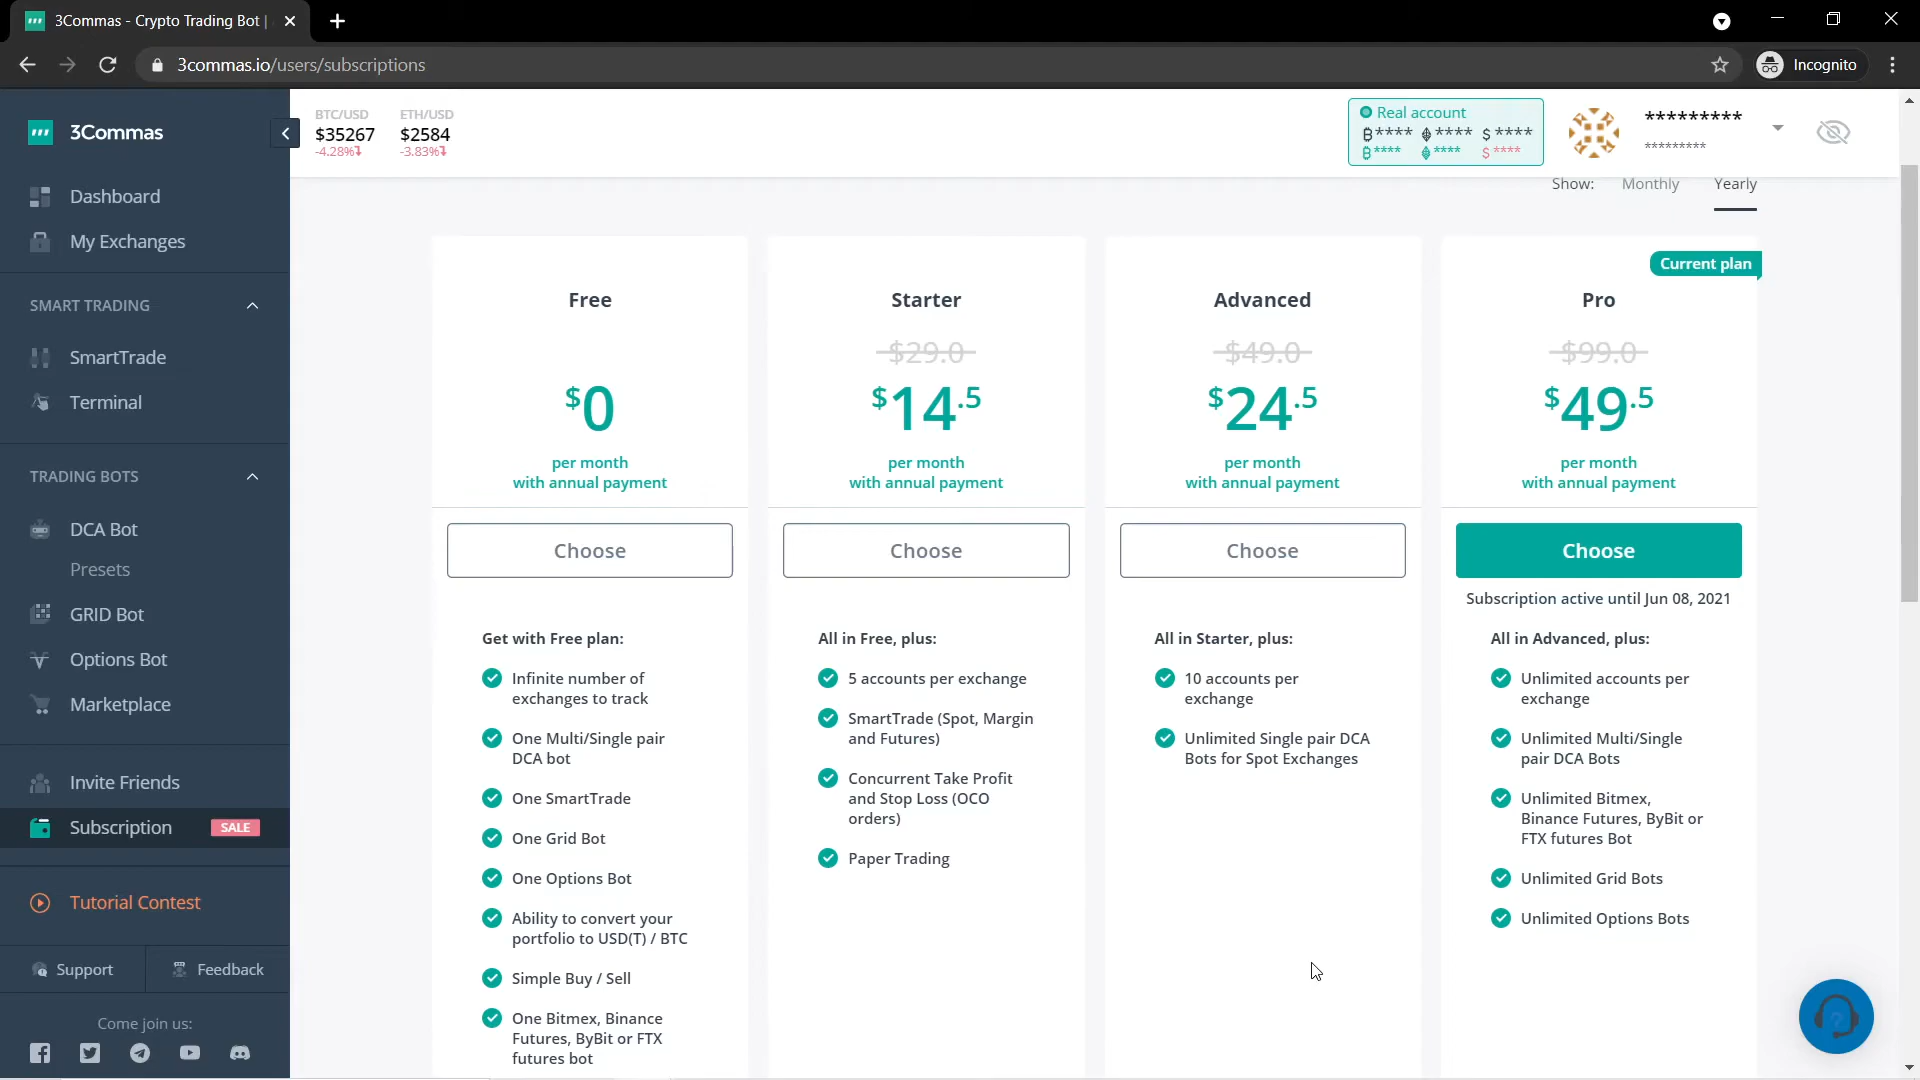 3Commas - Crypto Trading Bot |
3commas.io/users/subscriptions
Incognito
3Commas
BTC/USD
$35267
-4.28%
ETH/USD
$2584
-3.83%
Real account
**** **** $ ****
**** **** $ ****
*********
*********
Dashboard
My Exchanges
SMART TRADING
SmartTrade
Terminal
TRADING BOTS
DCA Bot
Presets
GRID Bot
Options Bot
Marketplace
Invite Friends
Subscription
SALE
Tutorial Contest
Support
Feedback
Come join us:
Show:
Monthly
Yearly
Free
$0
per month
with annual payment
Choose
Get with Free plan:
Infinite number of
exchanges to track
One Multi/Single pair
DCA bot
One SmartTrade
One Grid Bot
One Options Bot
Ability to convert your
portfolio to USD(T) / BTC
Simple Buy / Sell
One Bitmex, Binance
Futures, ByBit or FTX
futures bot
Starter
$29.0
$14.5
per month
with annual payment
Choose
All in Free, plus:
5 accounts per exchange
SmartTrade (Spot, Margin
and Futures)
Concurrent Take Profit
and Stop Loss (OCO
orders)
Paper Trading
Advanced
$49.0
$24.5
per month
with annual payment
Choose
All in Starter, plus:
10 accounts per
exchange
Unlimited Single pair DCA
Bots for Spot Exchanges
Current plan
Pro
$99.0
$49.5
per month
with annual payment
Choose
Subscription active until Jun 08, 2021
All in Advanced, plus:
Unlimited accounts per
exchange
Unlimited Multi/Single
pair DCA Bots
Unlimited Bitmex,
Binance Futures, ByBit or
FTX futures Bot
Unlimited Grid Bots
Unlimited Options Bots